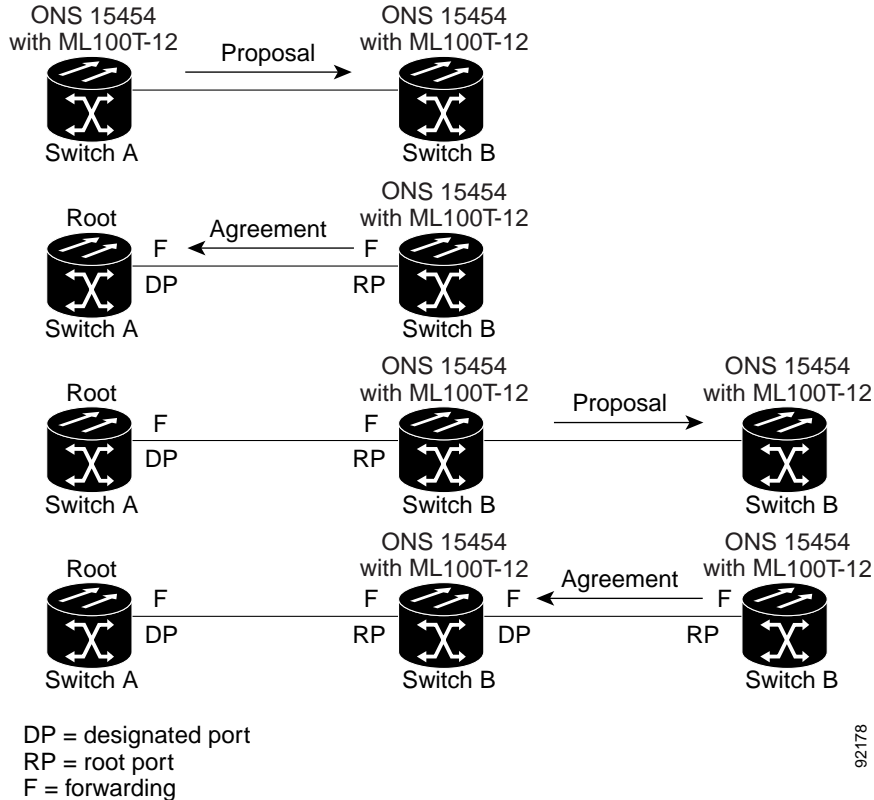 ONS 15454
with ML100T-12
Proposal
ONS 15454
with ML100T-12
Switch A
Switch B
Root
F
DP
Agreement
ONS 15454
with ML100T-12
F
RP
Switch A
Switch B
Root
F
DP
ONS 15454
with ML100T-12
F
RP
Proposal
ONS 15454
with ML100T-12
Switch A
Switch B
Switch B
Root
F
DP
ONS 15454
with ML100T-12
F
RP
F
DP
Agreement
ONS 15454
with ML100T-12
F
RP
Switch A
Switch B
Switch B
DP = designated port
RP = root port
F = forwarding
92178